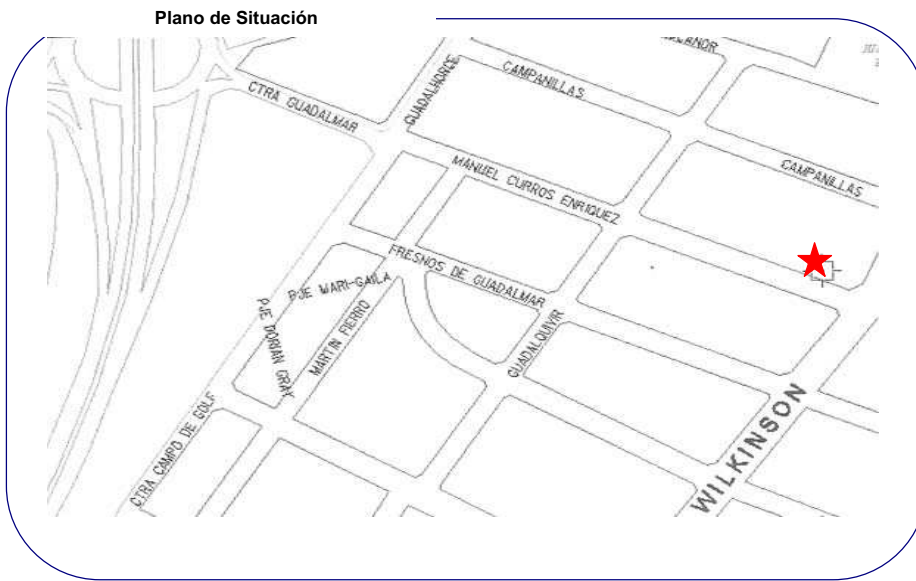 Plano de Situación
CAMPANILLAS
GUADALHORCE
CTRA GUADALMAR
MANUEL CURROS ENRIQUEZ
CAMPANILLAS
FRESNOS DE GUADALMAR
PJE MARI-GAILA
PJE DORIAN GRAY
MARTIN FIERRO
GUADALQUIVIR
CTRA CAMPO DE GOLF
WILKINSON